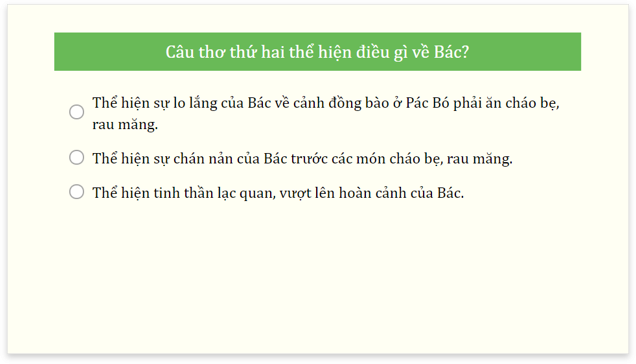 Câu thơ thứ hai thể hiện điều gì về Bác?
Thể hiện sự lo lắng của Bác về cảnh đồng bào ở Pác Bó phải ăn cháo bẹ,
rau măng.
Thể hiện sự chán nản của Bác trước các món cháo bẹ, rau măng.
Thể hiện tinh thần lạc quan, vượt lên hoàn cảnh của Bác.